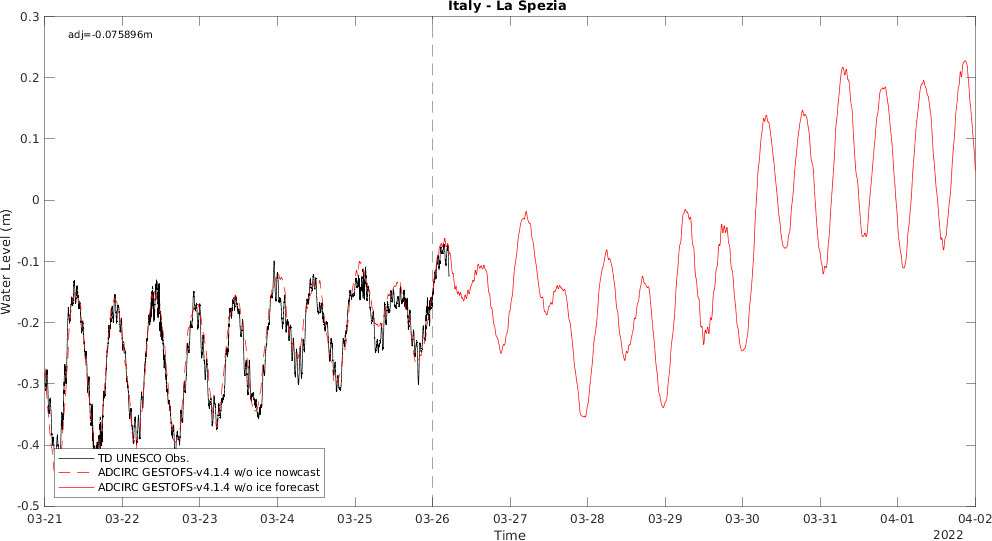 Italy - La Spezia
adj=-0.075896m
Water Level (m)
0.3
0.2
0.1
0
-0.1
-0.2
-0.3
-0.4
-0.5
TD UNESCO Obs.
ADCIRC GESTOFS-v4.1.4 w/o ice nowcast
ADCIRC GESTOFS-v4.1.4 w/o ice forecast
03-21 03-22 03-23 03-24 03-25 03-26 03-27 03-28 03-29 03-30 03-31 04-01 04-02
Time
2022